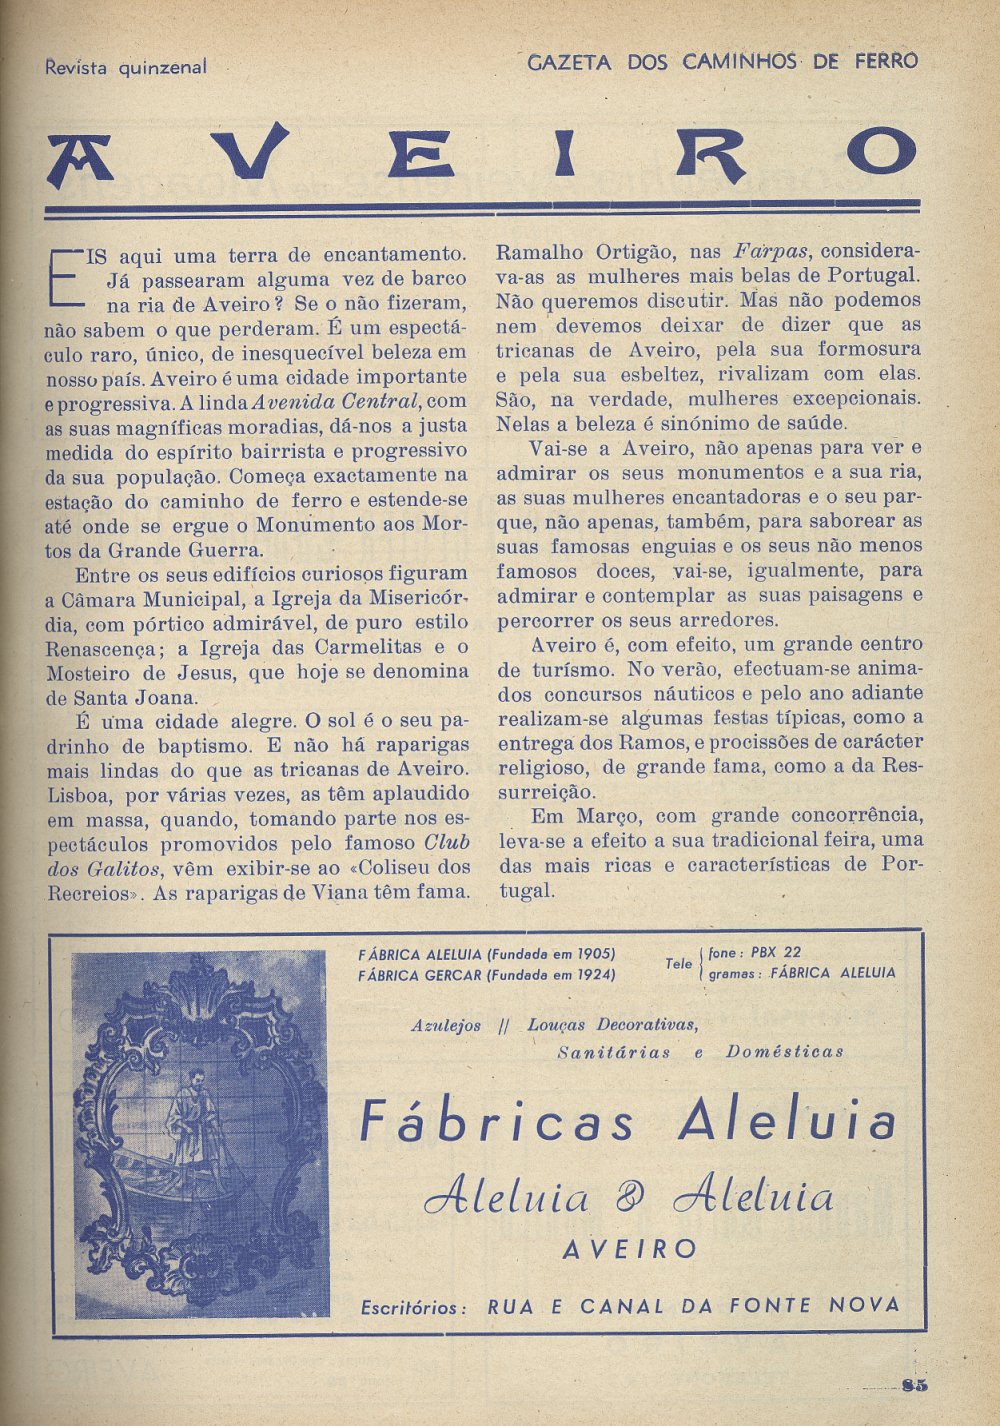 Revista quinzenal
GAZETA DOS CAMINHOS DE FERRO
AVEIRO
EIS aqui uma terra de encantamento.
Já passearam alguma vez de barco
na ria de Aveiro? Se o não fizeram,
não sabem o que perderam. É um espectá-
culo raro, único, de inesquecível beleza em
nosso país. Aveiro é uma cidade importante
e progressiva. A linda Avenida Central, com
as suas magníficas moradias, dá-nos a justa
medida do espírito bairrista e progressivo
da sua população. Começa exactamente na
estação do caminho de ferro e estende-se
até onde se ergue o Monumento aos Mor-
tos da Grande Guerra.
Entre os seus edifícios curiosos figuram
a Câmara Municipal, a Igreja da Misericór-
dia, com pórtico admirável, de puro estilo
Renascença; a Igreja das Carmelitas e o
Mosteiro de Jesus, que hoje se denomina
de Santa Joana.
É uma cidade alegre. O sol é o seu pa-
drinho de baptismo. E não há raparigas
mais lindas do que as tricanas de Aveiro.
Lisboa, por várias vezes, as têm aplaudido
em massa, quando, tomando parte nos es-
pectáculos promovidos pelo famoso Club
dos Galitos, vêm exibir-se ao «Coliseu dos
Recreios». As raparigas de Viana têm fama.
Ramalho Ortigão, nas Farpas, considera-
va-as as mulheres mais belas de Portugal.
Não queremos discutir. Mas não podemos
nem devemos deixar de dizer que as
tricanas de Aveiro, pela sua formosura
e pela sua esbeltez, rivalizam com elas.
São, na verdade, mulheres excepcionais.
Nelas a beleza é sinónimo de saúde.
Vai-se a Aveiro, não apenas para ver e
admirar os seus monumentos e a sua ria,
as suas mulheres encantadoras e o seu par-
que, não apenas, também, para saborear as
suas famosas enguias e os seus não menos
famosos doces, vai-se, igualmente, para
admirar e contemplar as suas paisagens e
percorrer os seus arredores.
Aveiro é, com efeito, um grande centro
de turísmo. No verão, efectuam-se anima-
dos concursos náuticos e pelo ano adiante
realizam-se algumas festas típicas, como a
entrega dos Ramos, e procissões de carácter
religioso, de grande fama, como a da Res-
surreição.
Em Março, com grande concorrência,
leva-se a efeito a sua tradicional feira, uma
das mais ricas e características de Por-
tugal.
FÁBRICA ALELUIA (Fundada em 1905)
FÁBRICA GERCAR (Fundada em 1924)
Tele { fone: PBX 22
gramas: FÁBRICA ALELUIA
Azulejos // Louças Decorativas,
Sanitárias e Domésticas
Fábricas Aleluia
Aleluia & Aleluia
AVEIRO
Escritórios: RUA E CANAL DA FONTE NOVA
85